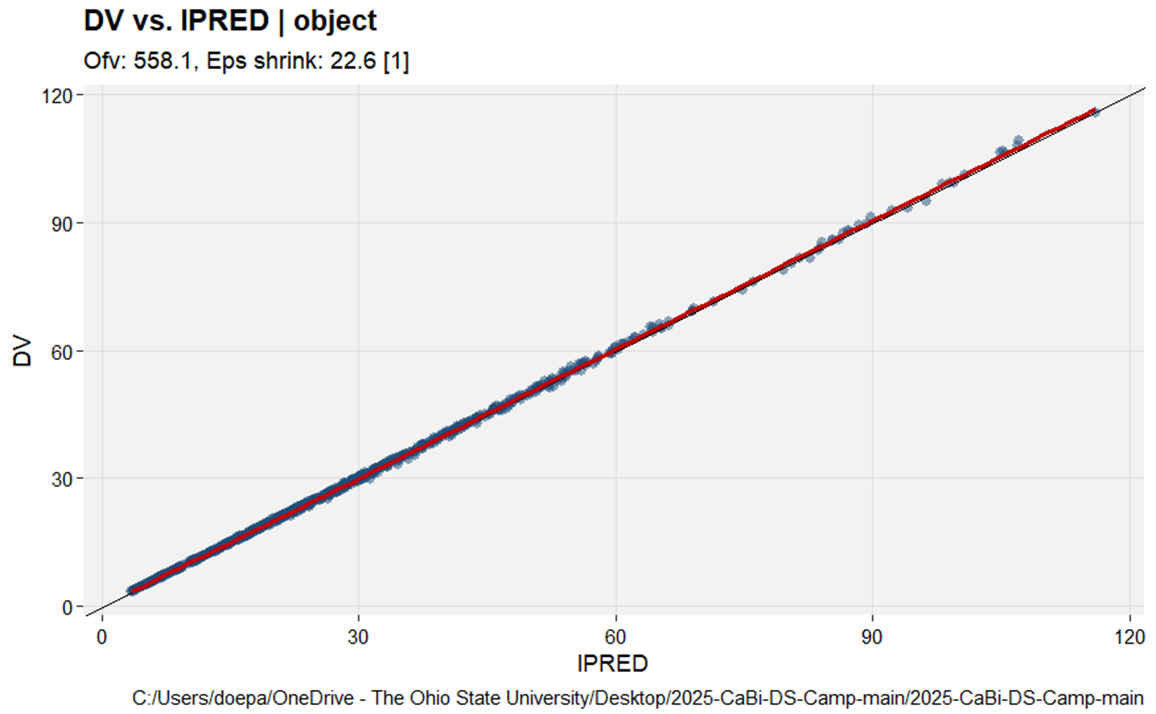 DV vs. IPRED | object
Ofv: 558.1, Eps shrink: 22.6 [1]
120
90
60
30
0
DV
0 30 60 90 120
IPRED
C:/Users/doepa/OneDrive - The Ohio State University/Desktop/2025-CaBi-DS-Camp-main/2025-CaBi-DS-Camp-main